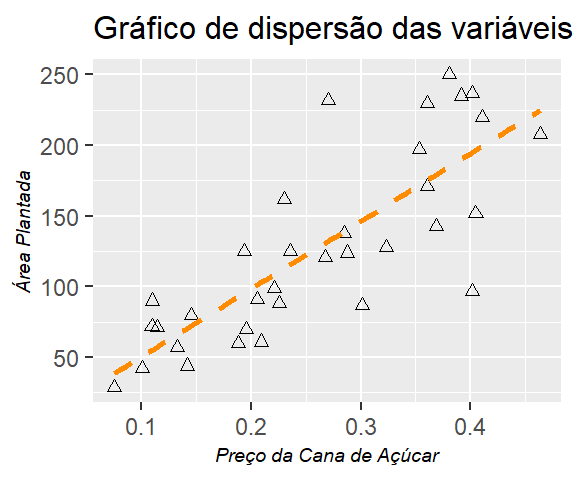 Gráfico de dispersão das variáveis
250
200
150
100
50
Área Plantada
0.1 0.2 0.3 0.4
Preço da Cana de Açúcar